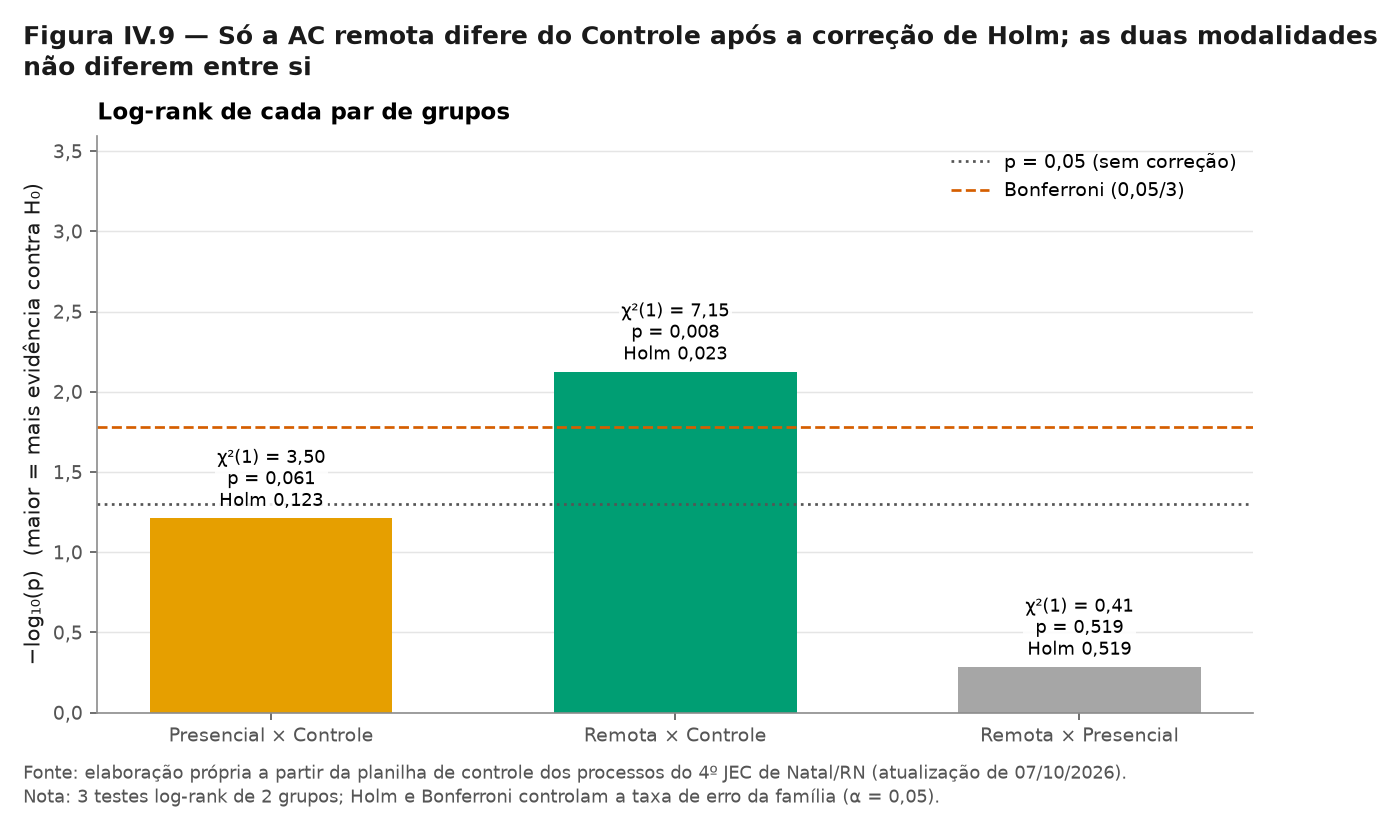 Figura IV.9 — Só a AC remota difere do Controle após a correção de Holm; as duas modalidades
não diferem entre si
Log-rank de cada par de grupos
−log₁₀(p) (maior = mais evidência contra H₀)
3,5
3,0
2,5
2,0
1,5
1,0
0,5
0,0
p = 0,05 (sem correção)
Bonferroni (0,05/3)
χ²(1) = 3,50
p = 0,061
Holm 0,123
χ²(1) = 7,15
p = 0,008
Holm 0,023
χ²(1) = 0,41
p = 0,519
Holm 0,519
Presencial × Controle
Remota × Controle
Remota × Presencial
Fonte: elaboração própria a partir da planilha de controle dos processos do 4º JEC de Natal/RN (atualização de 07/10/2026).
Nota: 3 testes log-rank de 2 grupos; Holm e Bonferroni controlam a taxa de erro da família (α = 0,05).